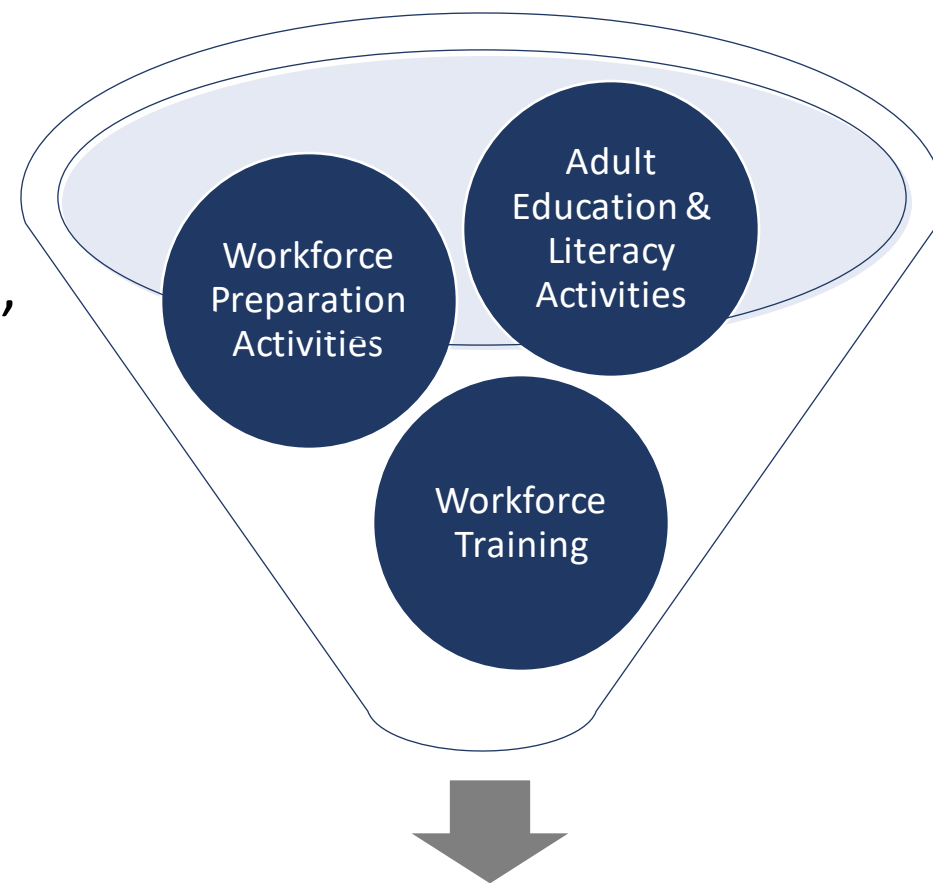 Adult
Education &
Literacy
Activities
Workforce
Preparation
Activities
,
Workforce
Training